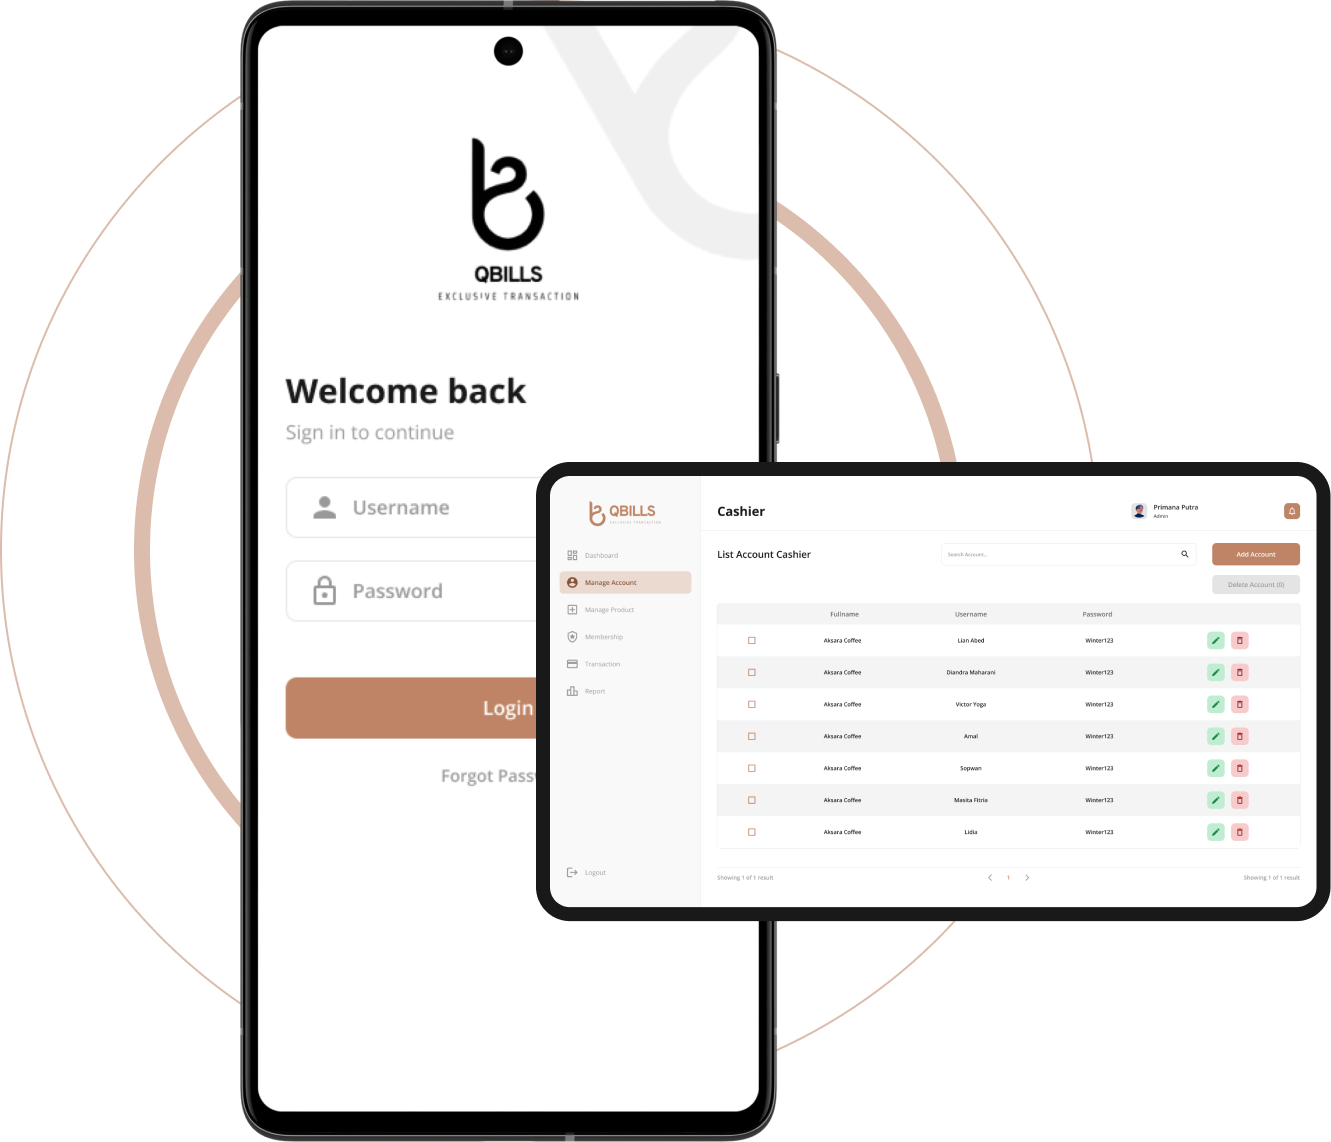 QBILLS
EXCLUSIVE TRANSACTION
Welcome back
Sign in to continue
Username
Password
Login
Forgot Pass
QBILLS
EXCLUSIVE TRANSACTION
Dashboard
Manage Account
Manage Product
Membership
Transaction
Report
Logout
Cashier
Primana Putra
Admin
List Account Cashier
Search Account...
Add Account
Delete Account (0)
Fullname Username Password
Aksara Coffee Lian Abed Winter123
Aksara Coffee Diandra Maharani Winter123
Aksara Coffee Victor Yoga Winter123
Aksara Coffee Amal Winter123
Aksara Coffee Sopwan Winter123
Aksara Coffee Masita Fitria Winter123
Aksara Coffee Lidia Winter123
Showing 1 of 1 result 1 Showing 1 of 1 result